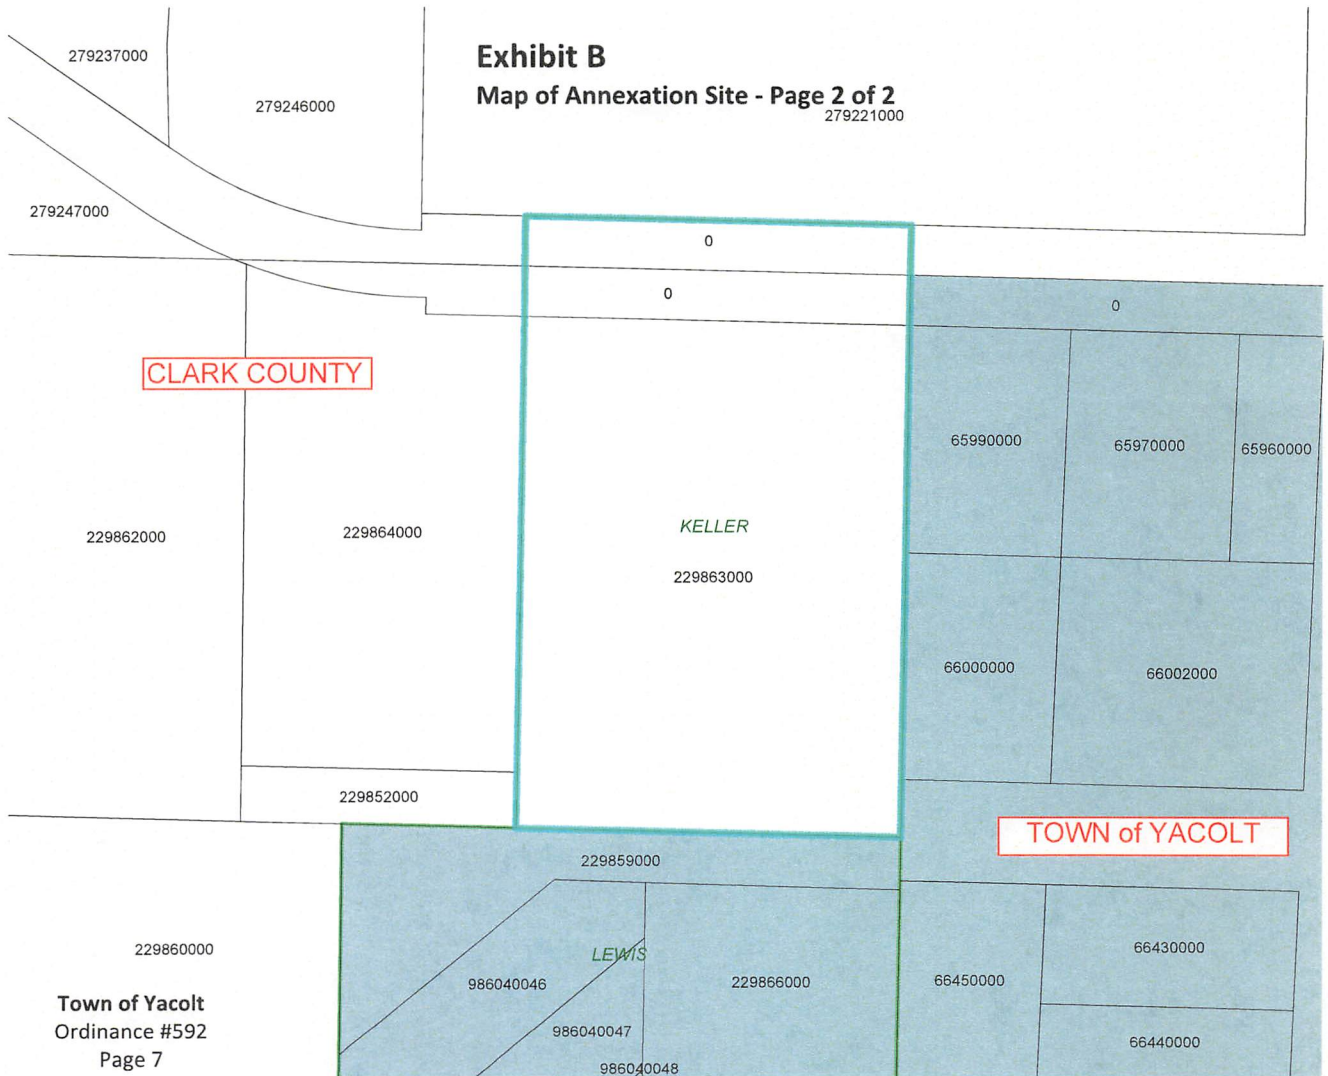 279237000
279246000
Exhibit B
Map of Annexation Site - Page 2 of 2
279221000
279247000
0
0
0
CLARK COUNTY
65990000
65970000
65960000
229862000
229864000
KELLER
229863000
66000000
66002000
229852000
TOWN of YACOLT
229859000
229860000
LEWIS
66430000
986040046
229866000
66450000
Town of Yacolt
Ordinance #592
Page 7
986040047
66440000
986040048